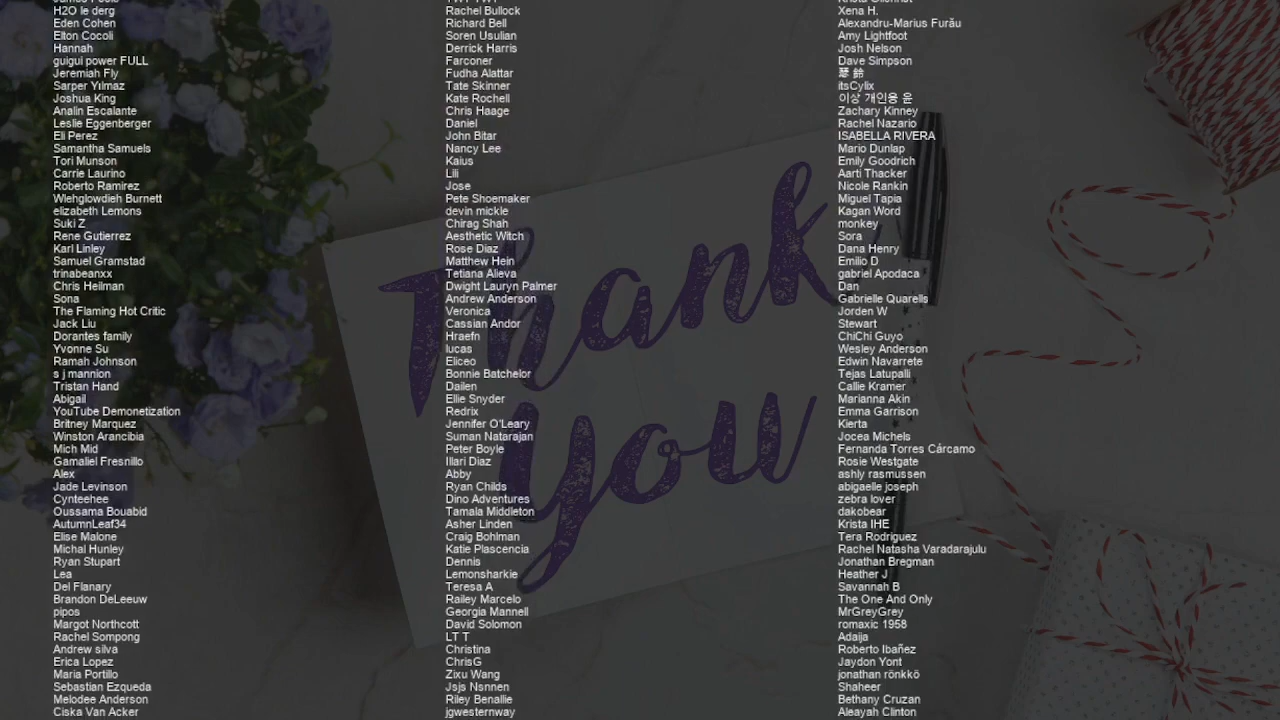 H2O le derg
Eden Cohen
Elton Cocoli
Hannah
guigui power FULL
Jeremiah Fly
Sarper Yılmaz
Joshua King
Analin Escalante
Leslie Eggenberger
Eli Perez
Samantha Samuels
Tori Munson
Carrie Laurino
Roberto Ramirez
Wiehglowdieh Burnett
elizabeth Lemons
Suki Z
Rene Gutierrez
Karl Linley
Samuel Gramstad
trinabeanxx
Chris Heilman
Sona
The Flaming Hot Critic
Jack Liu
Dorantes family
Yvonne Su
Ramah Johnson
s j mannion
Tristan Hand
Abigail
YouTube Demonetization
Britney Marquez
Winston Arancibia
Mich Mid
Gamaliel Fresnillo
Alex
Jade Levinson
Cynteehee
Oussama Bouabid
AutumnLeaf34
Elise Malone
Michal Hunley
Ryan Stupart
Lea
Del Flanary
Brandon DeLeeuw
pipos
Margot Northcott
Rachel Sompong
Andrew silva
Erica Lopez
Maria Portillo
Sebastian Ezqueda
Melodee Anderson
Ciska Van Acker
Rachel Bullock
Richard Bell
Soren Usulian
Derrick Harris
Farconer
Fudha Alattar
Tate Skinner
Kate Rochell
Chris Haage
Daniel
John Bitar
Nancy Lee
Kaius
Lili
Jose
Pete Shoemaker
devin mickle
Chirag Shah
Aesthetic Witch
Rose Diaz
Matthew Hein
Tetiana Alieva
Dwight Lauryn Palmer
Andrew Anderson
Veronica
Cassian Andor
Hraefn
lucas
Eliceo
Bonnie Batchelor
Dailen
Ellie Snyder
Redrix
Jennifer O'Leary
Suman Natarajan
Peter Boyle
Illari Diaz
Abby
Ryan Childs
Dino Adventures
Tamala Middleton
Asher Linden
Craig Bohlman
Katie Plascencia
Dennis
Lemonsharkie
Teresa A
Railey Marcelo
Georgia Mannell
David Solomon
LT T
Christina
ChrisG
Zixu Wang
Jsjs Nsnnen
Riley Benallie
jgwesternway
Xena H.
Alexandru-Marius Furău
Amy Lightfoot
Josh Nelson
Dave Simpson
琴 鈴
itsCylix
이상 개인용 윤
Zachary Kinney
Rachel Nazario
ISABELLA RIVERA
Mario Dunlap
Emily Goodrich
Aarti Thacker
Nicole Rankin
Miguel Tapia
Kagan Word
monkey
Sora
Dana Henry
Emilio D
gabriel Apodaca
Dan
Gabrielle Quarells
Jorden W
Stewart
ChiChi Guyo
Wesley Anderson
Edwin Navarrete
Tejas Latupalli
Callie Kramer
Marianna Akin
Emma Garrison
Kierta
Jocea Michels
Fernanda Torres Cárcamo
Rosie Westgate
ashly rasmussen
abigaelle joseph
zebra lover
dakobear
Krista IHE
Tera Rodriguez
Rachel Natasha Varadarajulu
Jonathan Bregman
Heather J
Savannah B
The One And Only
MrGreyGrey
romaxic 1958
Adaija
Roberto Ibañez
Jaydon Yont
jonathan rönkkö
Shaheer
Bethany Cruzan
Aleayah Clinton
Thank
you